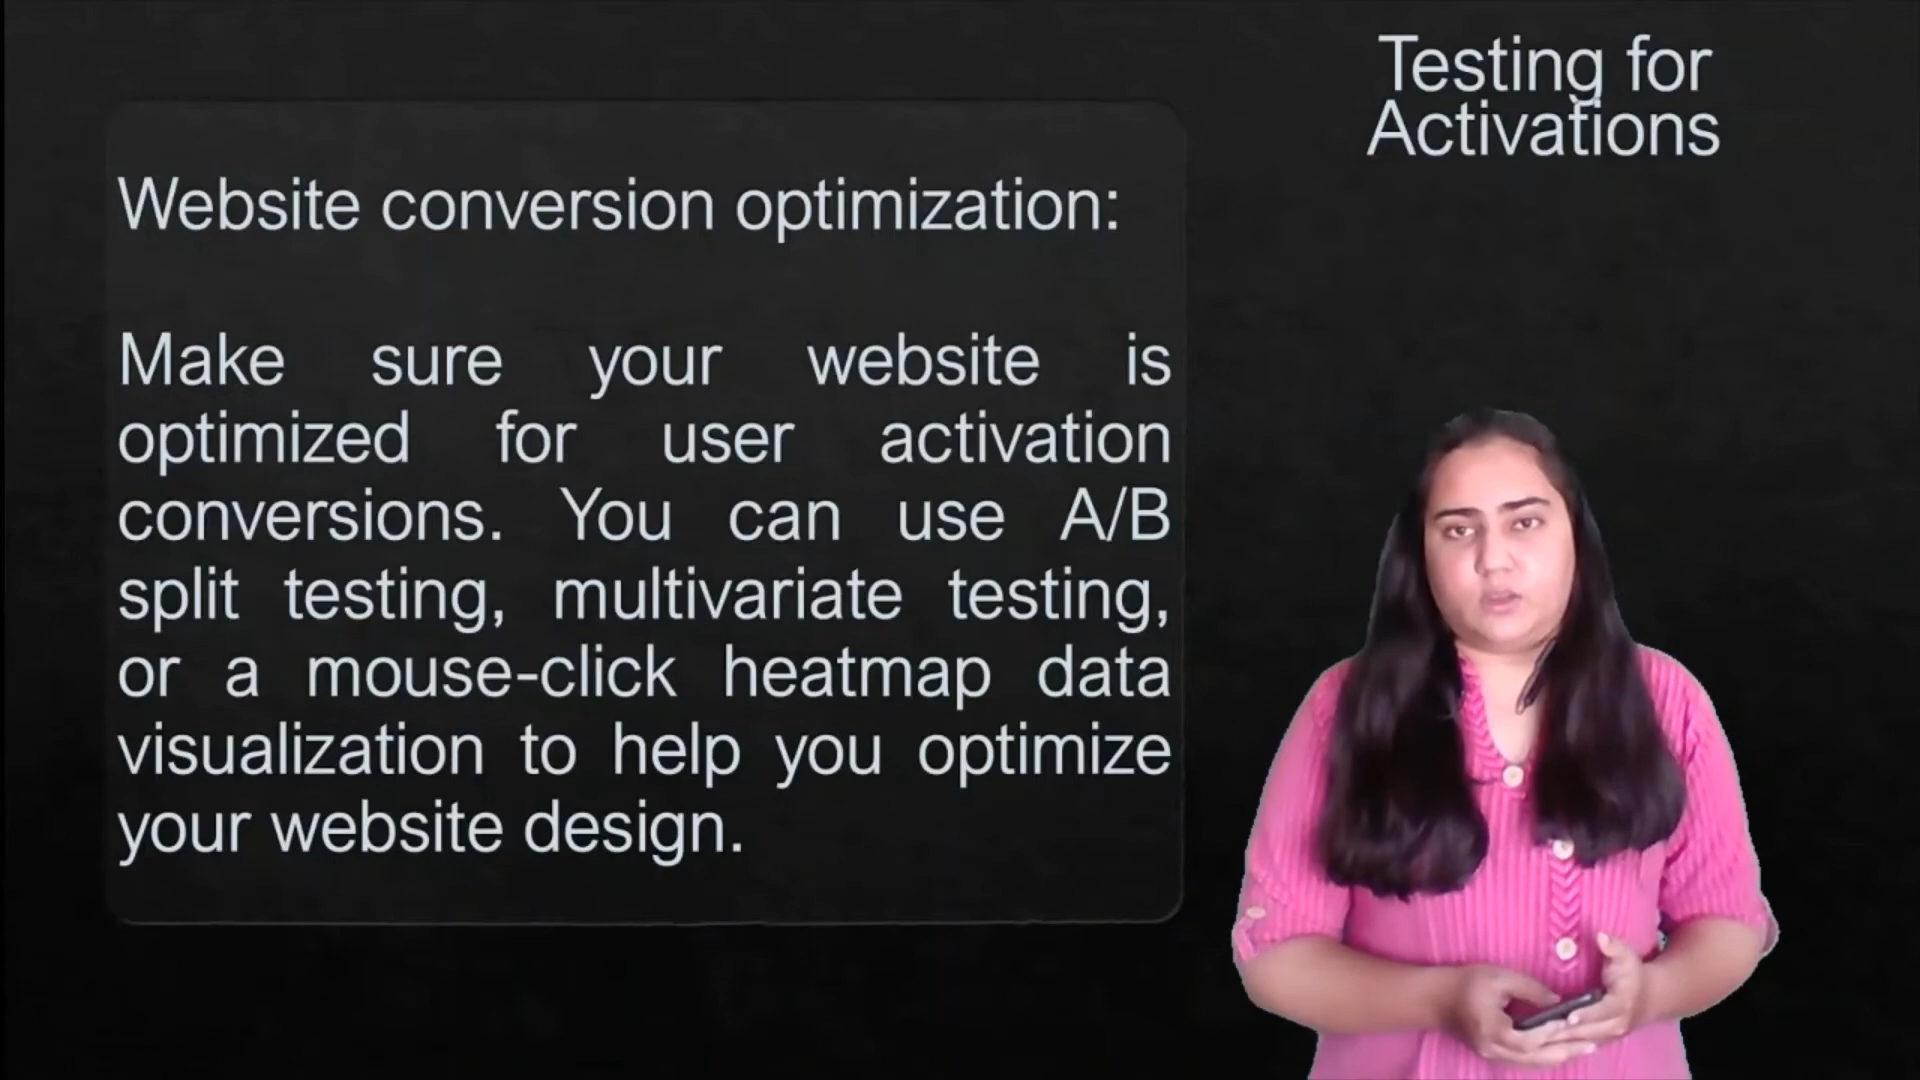 Testing for
Activations
Website conversion optimization:
Make sure your website is
optimized for user activation
conversions. You can use A/B
split testing, multivariate testing,
or a mouse-click heatmap data
visualization to help you optimize
your website design.